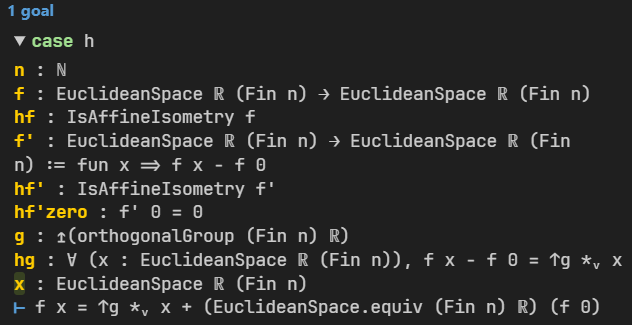 1 goal
▼ case h
n : ℕ
f : EuclideanSpace ℝ (Fin n) → EuclideanSpace ℝ (Fin n)
hf : IsAffineIsometry f
f' : EuclideanSpace ℝ (Fin n) → EuclideanSpace ℝ (Fin
n) := fun x => f x - f 0
hf' : IsAffineIsometry f'
hf'zero : f' 0 = 0
g : ↥(orthogonalGroup (Fin n) ℝ)
hg : ∀ (x : EuclideanSpace ℝ (Fin n)), f x - f 0 = ↑g *ᵥ x
x : EuclideanSpace ℝ (Fin n)
⊢ f x = ↑g *ᵥ x + (EuclideanSpace.equiv (Fin n) ℝ) (f 0)